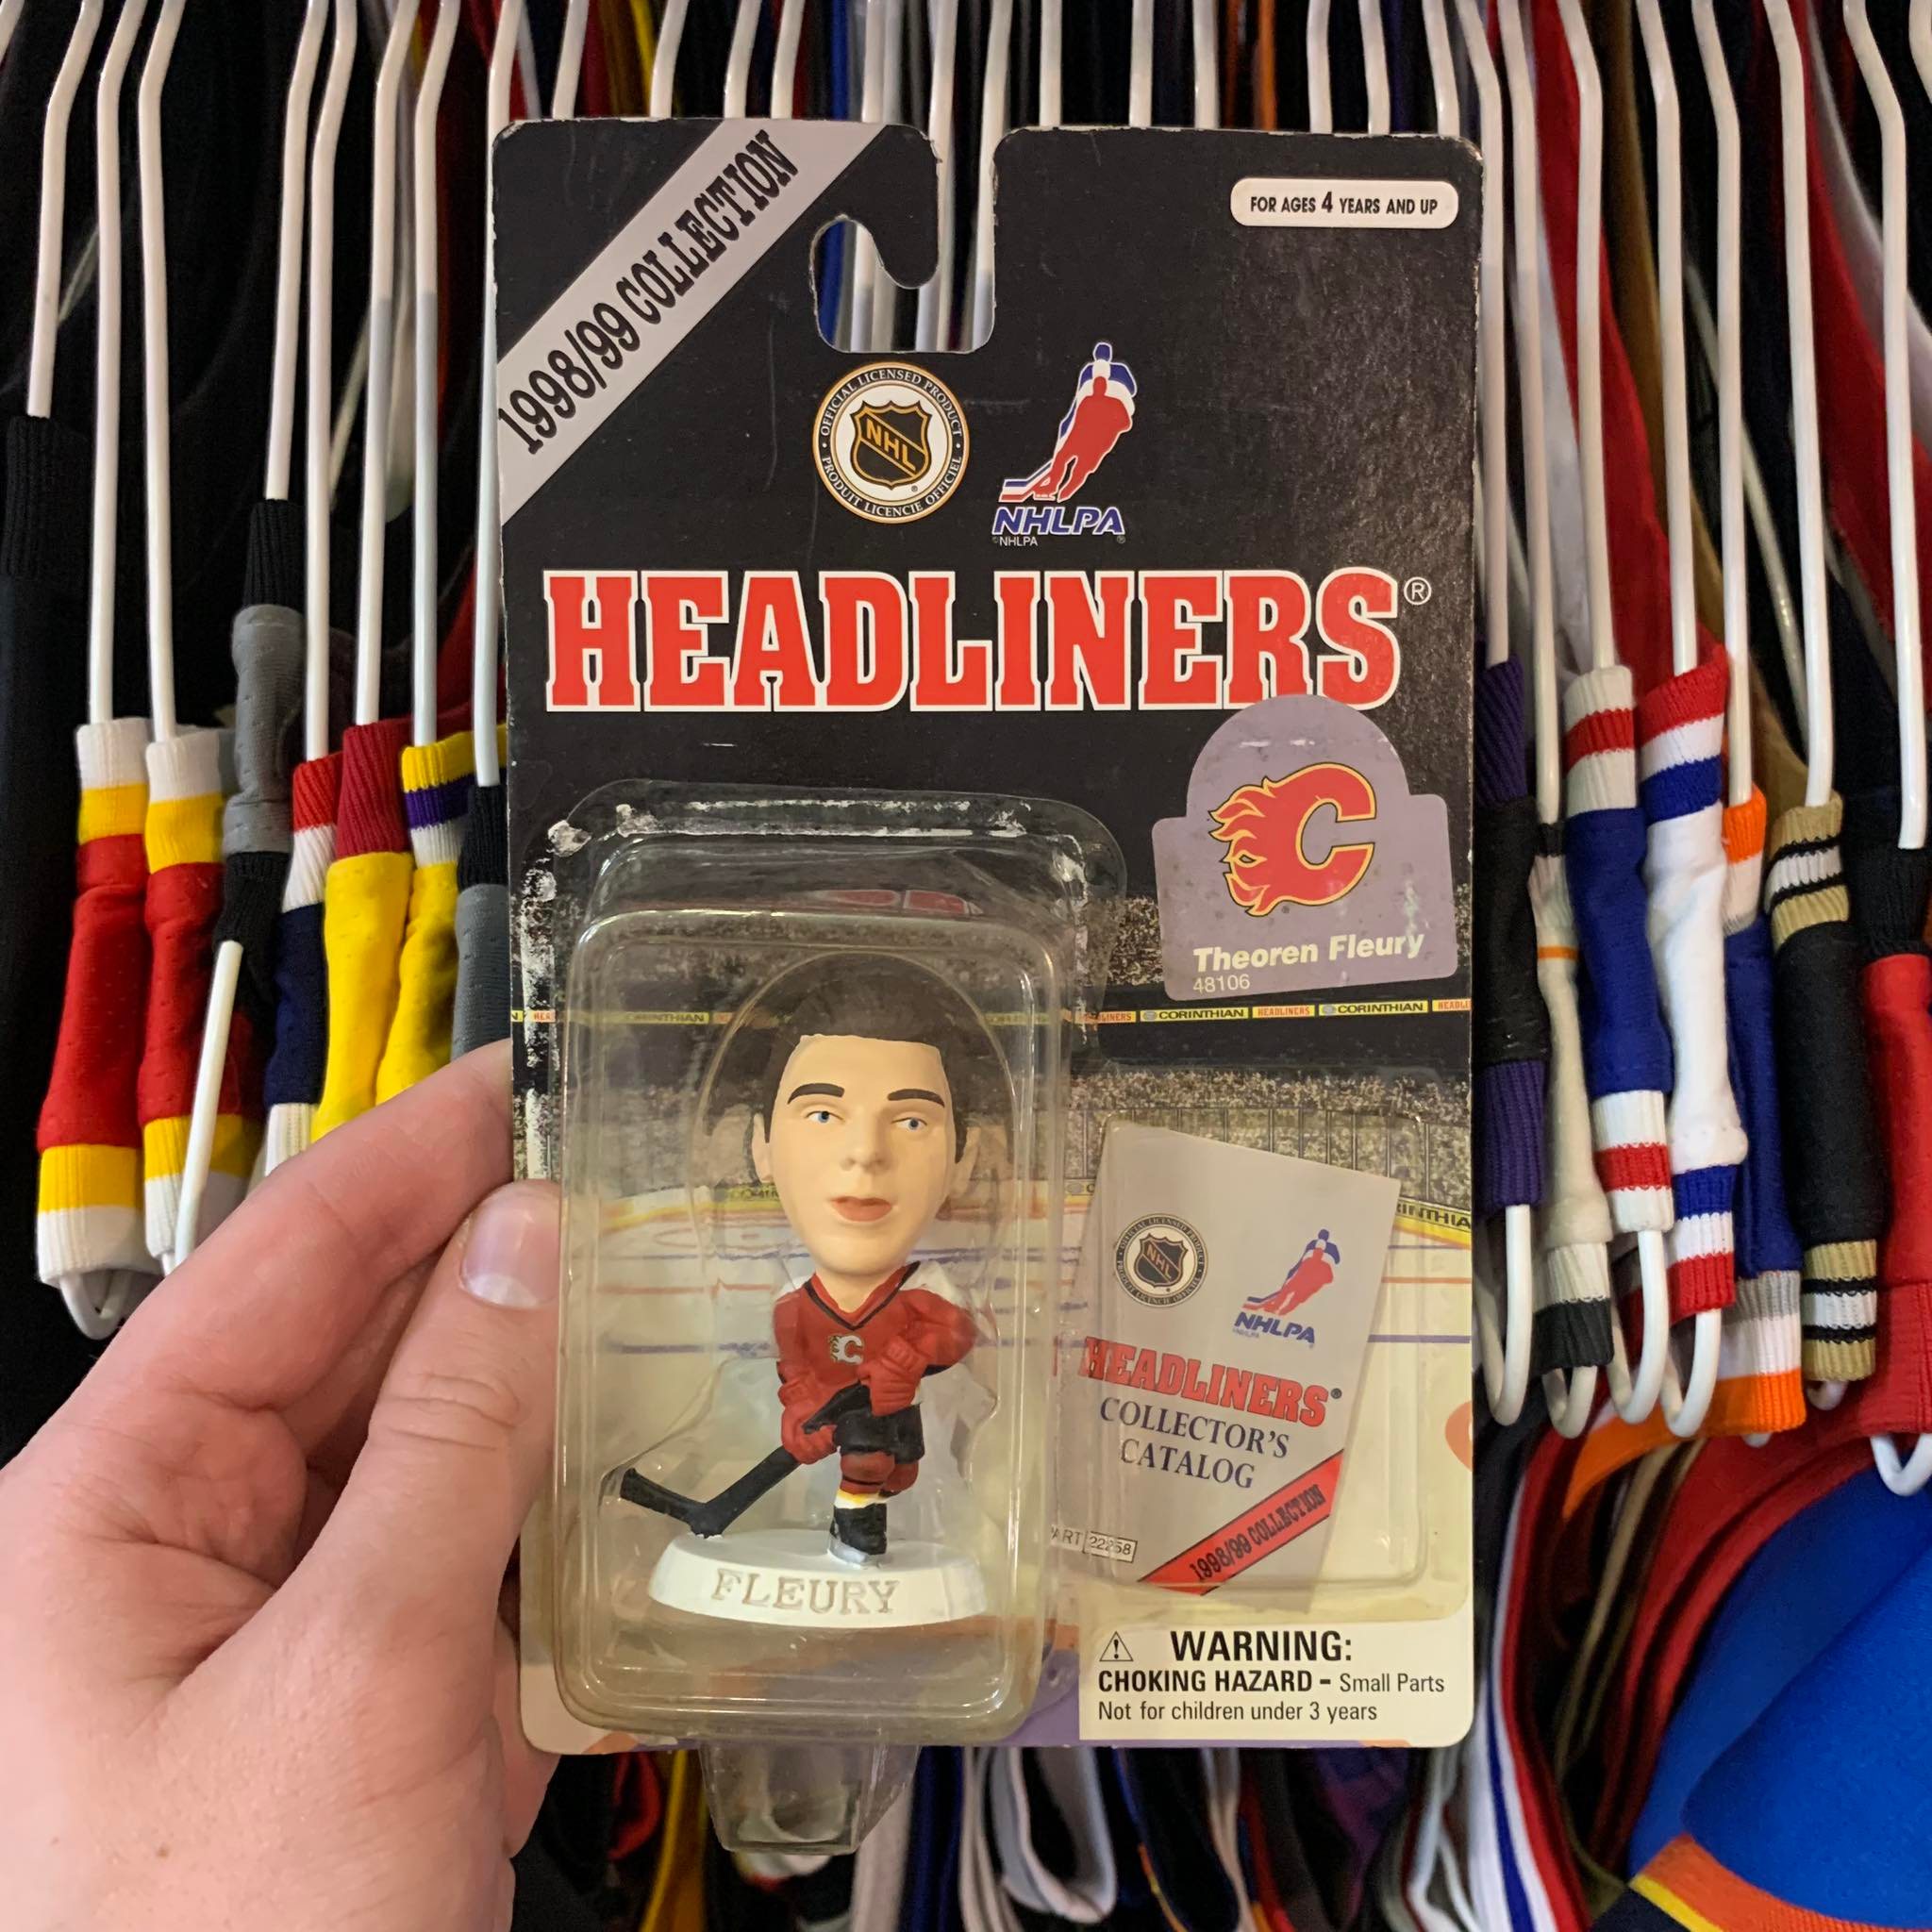 1998/99 COLLECTION
FOR AGES 4 YEARS AND UP
OFFICIAL LICENSED PRODUCT
NHL
®
PRODUIT LICENCIE OFFICIEL
NHLPA
©NHLPA
®
HEADLINERS®
C
Theoren Fleury
48106
CORINTHIAN
HEADLINERS
CORINTHIAN
HEADLINERS
CORINTHIAN
C
FLEURY
NHL
NHLPA
HEADLINERS®
COLLECTOR'S
CATALOG
1998/99 COLLECTION
22258
WARNING:
CHOKING HAZARD - Small Parts
Not for children under 3 years